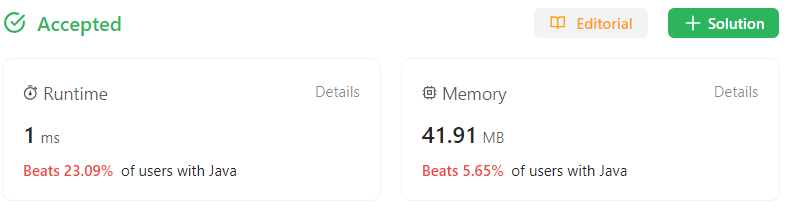 Accepted
Editorial
Solution
Runtime
Details
1 ms
Beats 23.09% of users with Java
Memory
Details
41.91 MB
Beats 5.65% of users with Java